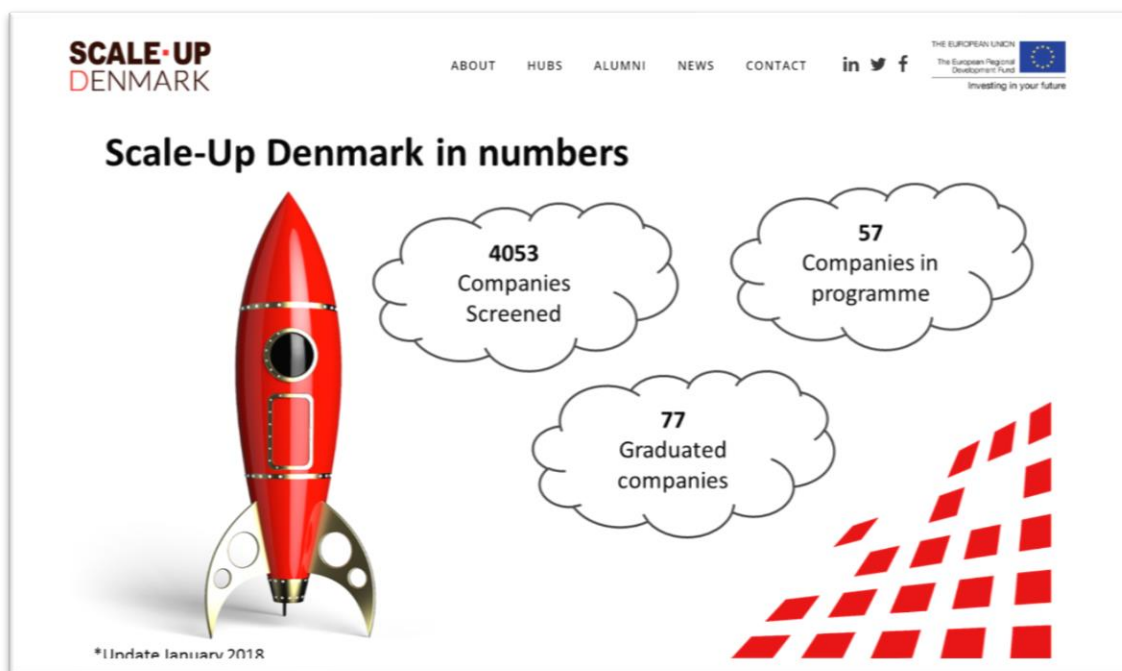 SCALE-UP
DENMARK
ABOUT HUBS ALUMNI NEWS CONTACT in f
THE EUROPEAN UNION
The European Regional
Development Fund
Investing in your future
Scale-Up Denmark in numbers
4053
Companies
Screened
57
Companies in
programme
77
Graduated
companies
*Update January 2018